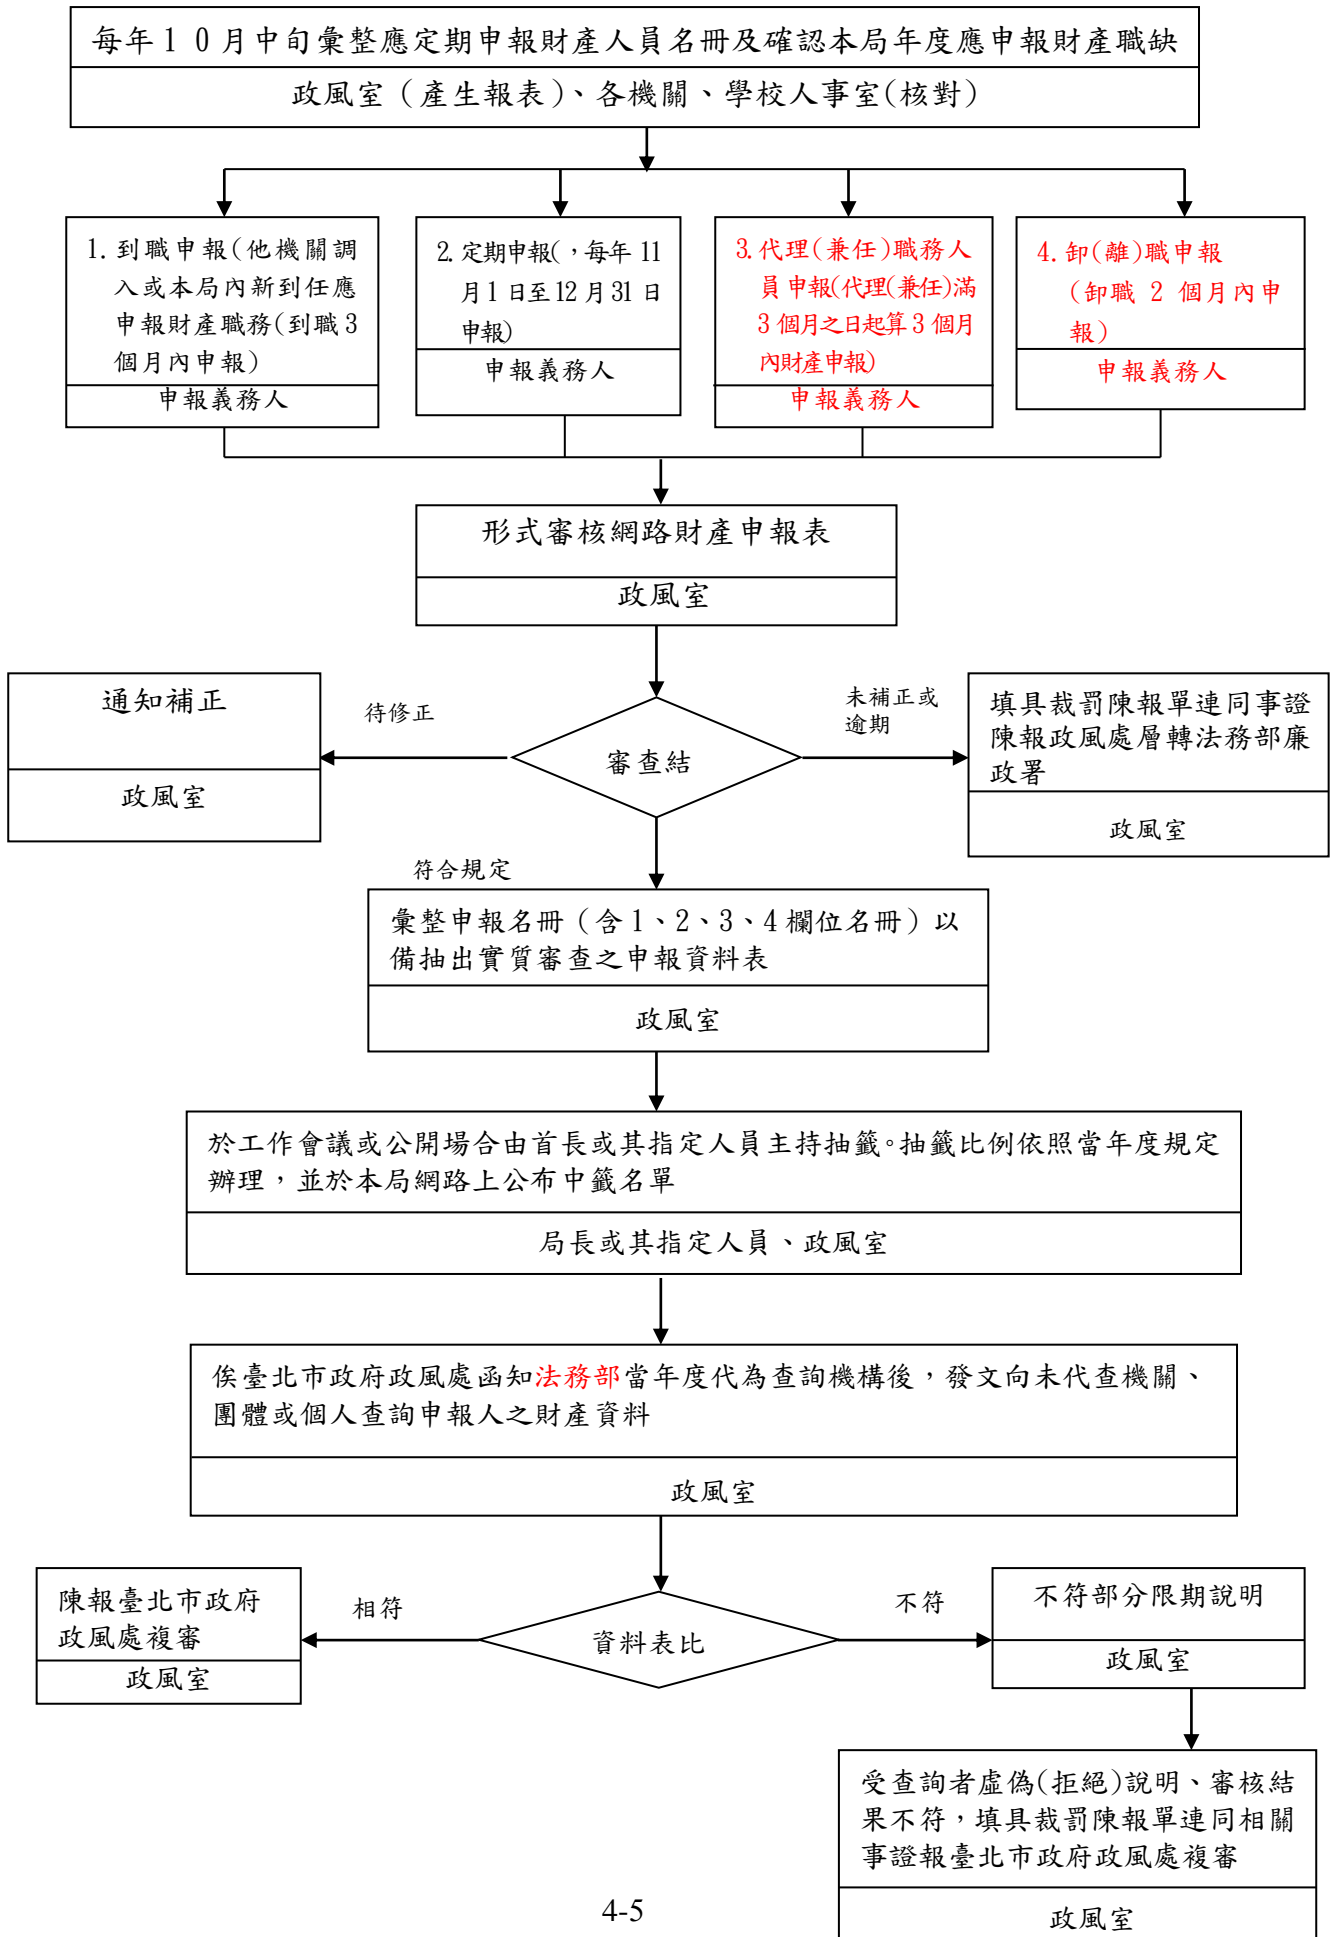 每年10月中旬彙整應定期申報財產人員名冊及確認本局年度應申報財產職缺
政風室（產生報表）、各機關、學校人事室(核對)
1. 到職申報(他機關調
入或本局內新到任應
申報財產職務(到職3
個月內申報)
申報義務人
2. 定期申報(，每年 11
月1日至12月31日
申報)
申報義務人
3. 代理(兼任)職務人
員申報(代理(兼任)滿
3個月之日起算3個月
內財產申報)
申報義務人
4. 卸(離)職申報
(卸職 2 個月內申
報)
申報義務人
形式審核網路財產申報表
政風室
通知補正
政風室
待修正
審查結
未補正或
逾期
填具裁罰陳報單連同事證
陳報政風處層轉法務部廉
政署
政風室
符合規定
彙整申報名冊（含1、2、3、4欄位名冊）以
備抽出實質審查之申報資料表
政風室
於工作會議或公開場合由首長或其指定人員主持抽籤。抽籤比例依照當年度規定
辦理，並於本局網路上公布中籤名單
局長或其指定人員、政風室
俟臺北市政府政風處函知法務部當年度代為查詢機構後，發文向未代查機關、
團體或個人查詢申報人之財產資料
政風室
陳報臺北市政府
政風處複審
政風室
相符
資料表比
不符
不符部分限期說明
政風室
受查詢者虛偽(拒絕)說明、審核結
果不符，填具裁罰陳報單連同相關
事證報臺北市政府政風處複審
政風室
4-5